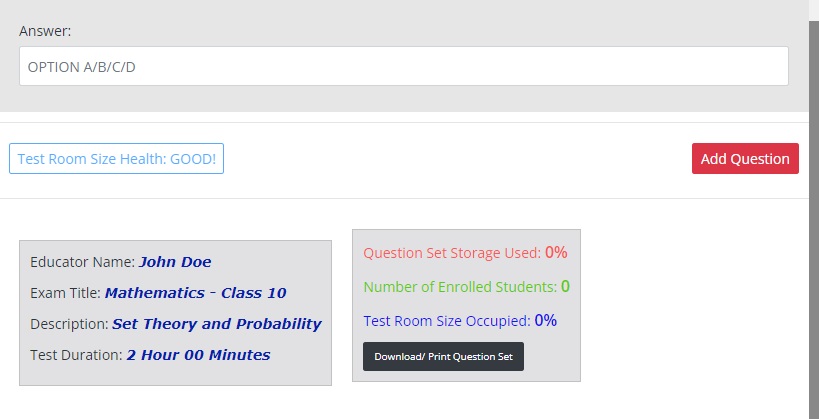 Answer:
OPTION A/B/C/D
Test Room Size Health: GOOD!
Add Question
Educator Name: John Doe
Exam Title: Mathematics - Class 10
Description: Set Theory and Probability
Test Duration: 2 Hour 00 Minutes
Question Set Storage Used: 0%
Number of Enrolled Students: 0
Test Room Size Occupied: 0%
Download/ Print Question Set